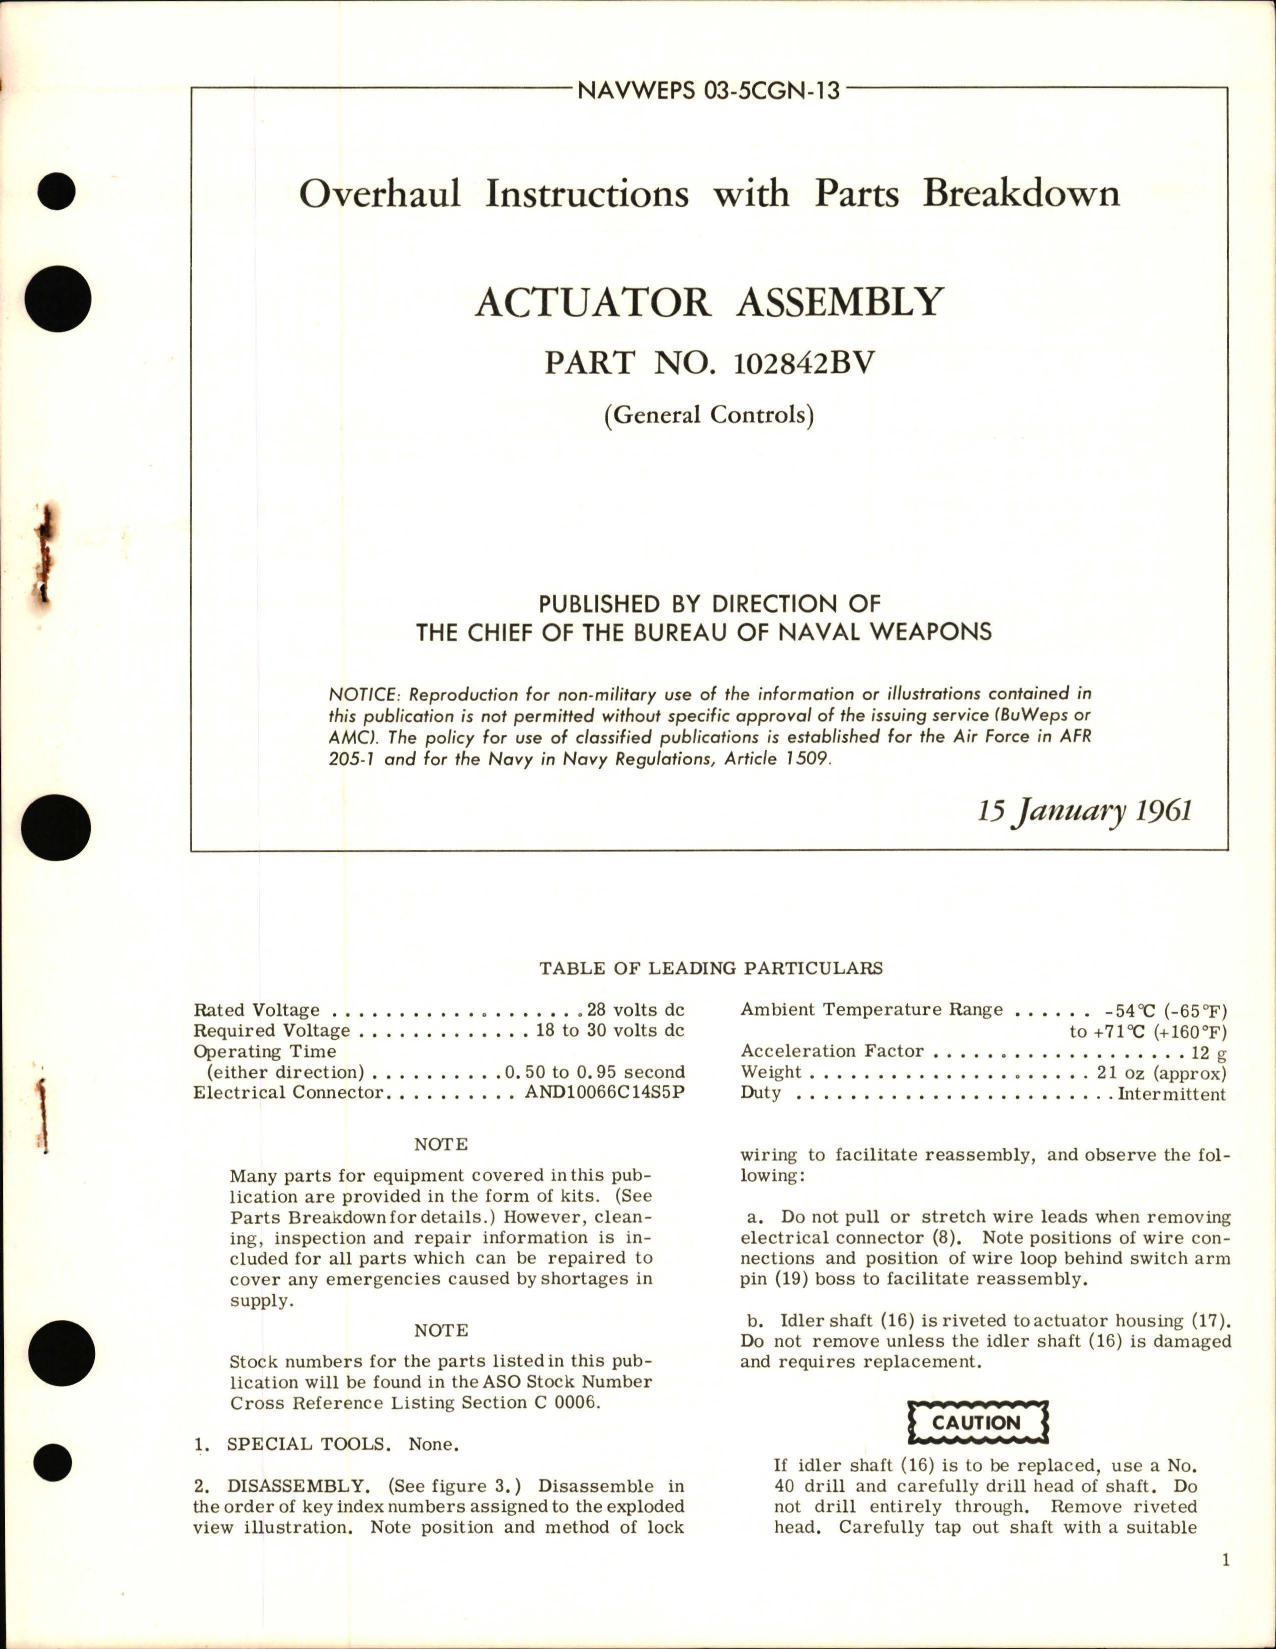 NAVWEPS 03-5CGN-13
Overhaul Instructions with Parts Breakdown
ACTUATOR ASSEMBLY
PART NO. 102842BV
(General Controls)
PUBLISHED BY DIRECTION OF
THE CHIEF OF THE BUREAU OF NAVAL WEAPONS
NOTICE: Reproduction for non-military use of the information or illustrations contained in
this publication is not permitted without specific approval of the issuing service (BuWeps or
AMC). The policy for use of classified publications is established for the Air Force in AFR
205-1 and for the Navy in Navy Regulations, Article 1509.
15 January 1961
TABLE OF LEADING PARTICULARS
Rated Voltage . . . . . . . . . . . . . . . . . . . 28 volts dc
Required Voltage . . . . . . . . . . . . . 18 to 30 volts dc
Operating Time
(either direction) . . . . . . . . . . 0.50 to 0.95 second
Electrical Connector. . . . . . . . . . AND10066C14S5P
Ambient Temperature Range . . . . . . -54°C (-65°F)
to +71°C (+160°F)
Acceleration Factor . . . . . . . . . . . . . . . . . . . 12 g
Weight . . . . . . . . . . . . . . . . . . . . . 21 oz (approx)
Duty . . . . . . . . . . . . . . . . . . . . . . . . Intermittent
NOTE
Many parts for equipment covered in this pub-
lication are provided in the form of kits. (See
Parts Breakdown for details.) However, clean-
ing, inspection and repair information is in-
cluded for all parts which can be repaired to
cover any emergencies caused by shortages in
supply.
NOTE
Stock numbers for the parts listed in this pub-
lication will be found in the ASO Stock Number
Cross Reference Listing Section C 0006.
1. SPECIAL TOOLS. None.
2. DISASSEMBLY. (See figure 3.) Disassemble in
the order of key index numbers assigned to the exploded
view illustration. Note position and method of lock
wiring to facilitate reassembly, and observe the fol-
lowing:
a. Do not pull or stretch wire leads when removing
electrical connector (8). Note positions of wire con-
nections and position of wire loop behind switch arm
pin (19) boss to facilitate reassembly.
b. Idler shaft (16) is riveted to actuator housing (17).
Do not remove unless the idler shaft (16) is damaged
and requires replacement.
CAUTION
If idler shaft (16) is to be replaced, use a No.
40 drill and carefully drill head of shaft. Do
not drill entirely through. Remove riveted
head. Carefully tap out shaft with a suitable
1